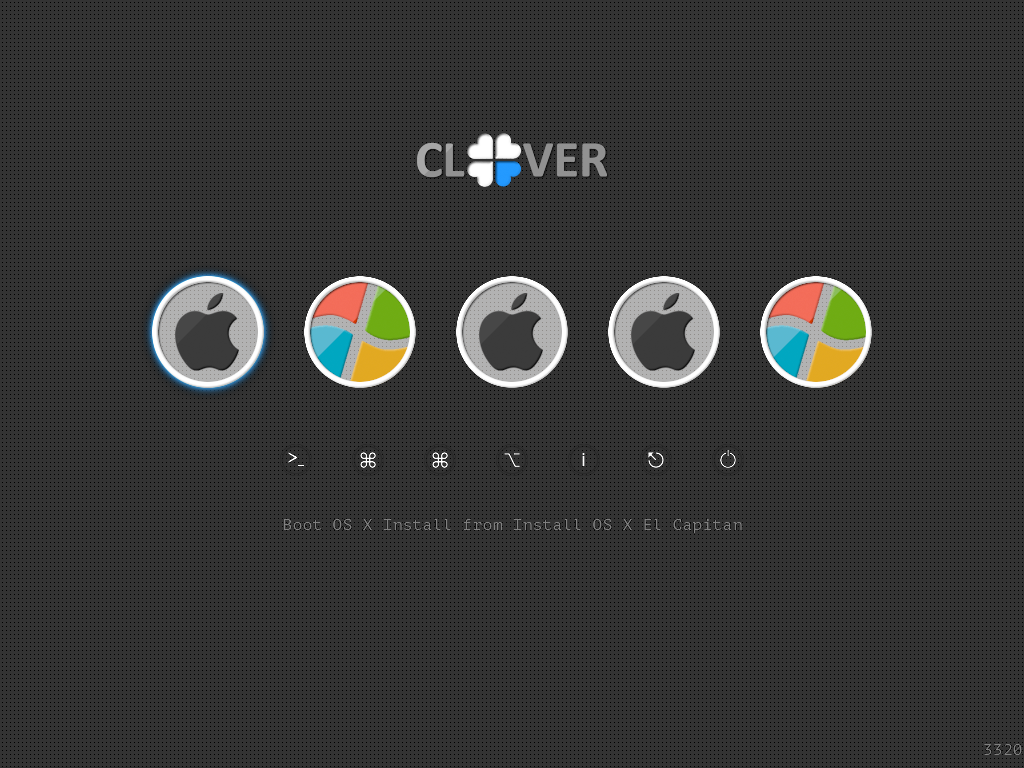 CLOVER
>_ ⌘ ⌘ ⌥ i
Boot OS X Install from Install OS X El Capitan
3320